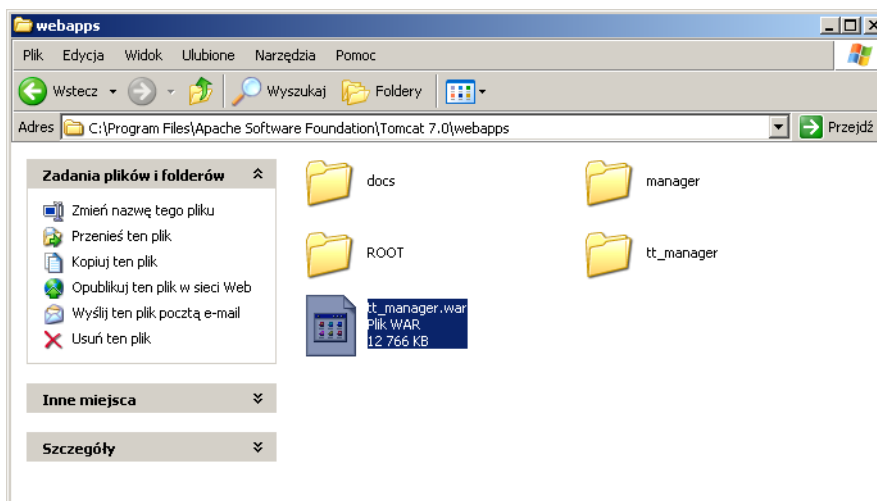 webapps
Plik Edycja Widok Ulubione Narzędzia Pomoc
Wstecz Wyszukaj Foldery
Adres C:\Program Files\Apache Software Foundation\Tomcat 7.0\webapps Przejdź
Zadania plików i folderów
Zmień nazwę tego pliku
Przenieś ten plik
Kopiuj ten plik
Opublikuj ten plik w sieci Web
Wyślij ten plik pocztą e-mail
Usuń ten plik
Inne miejsca
Szczegóły
docs
manager
ROOT
tt_manager
tt_manager.war
Plik WAR
12 766 KB